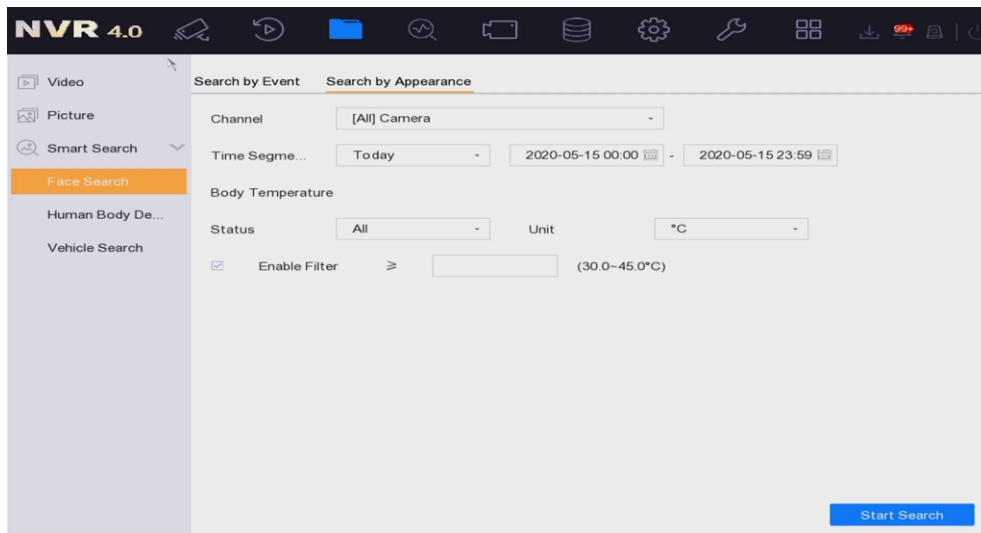 NVR 4.0
99+
Video
Picture
Smart Search
Face Search
Human Body De...
Vehicle Search
Search by Event Search by Appearance
Channel [All] Camera
Time Segme... Today 2020-05-15 00:00 - 2020-05-15 23:59
Body Temperature
Status All Unit °C
Enable Filter ≥ (30.0~45.0°C)
Start Search